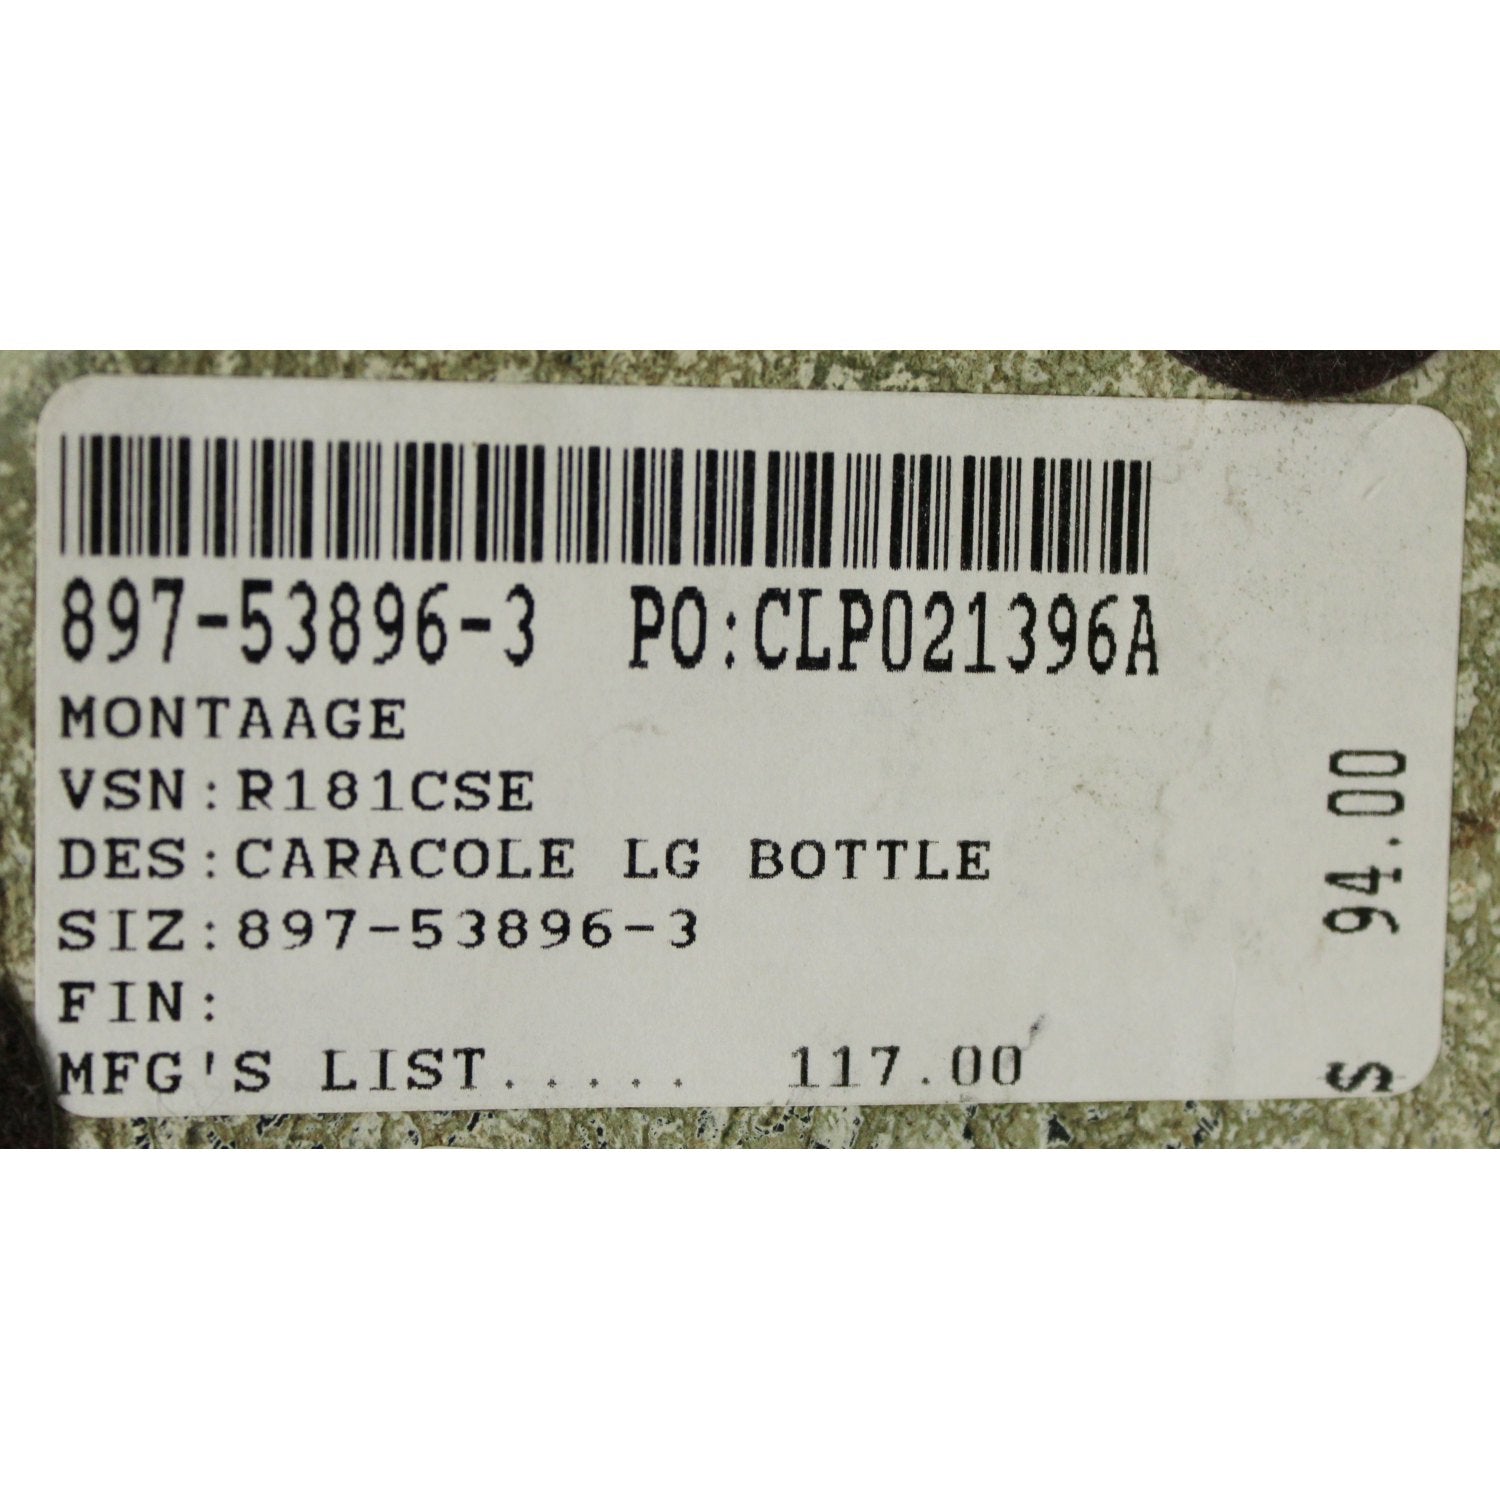 897-53896-3 PO:CLP021396A
MONTAAGE
VSN:R181CSE
DES:CARACOLE LG BOTTLE
SIZ:897-53896-3
FIN:
MFG'S LIST..... 117.00
S 94.00